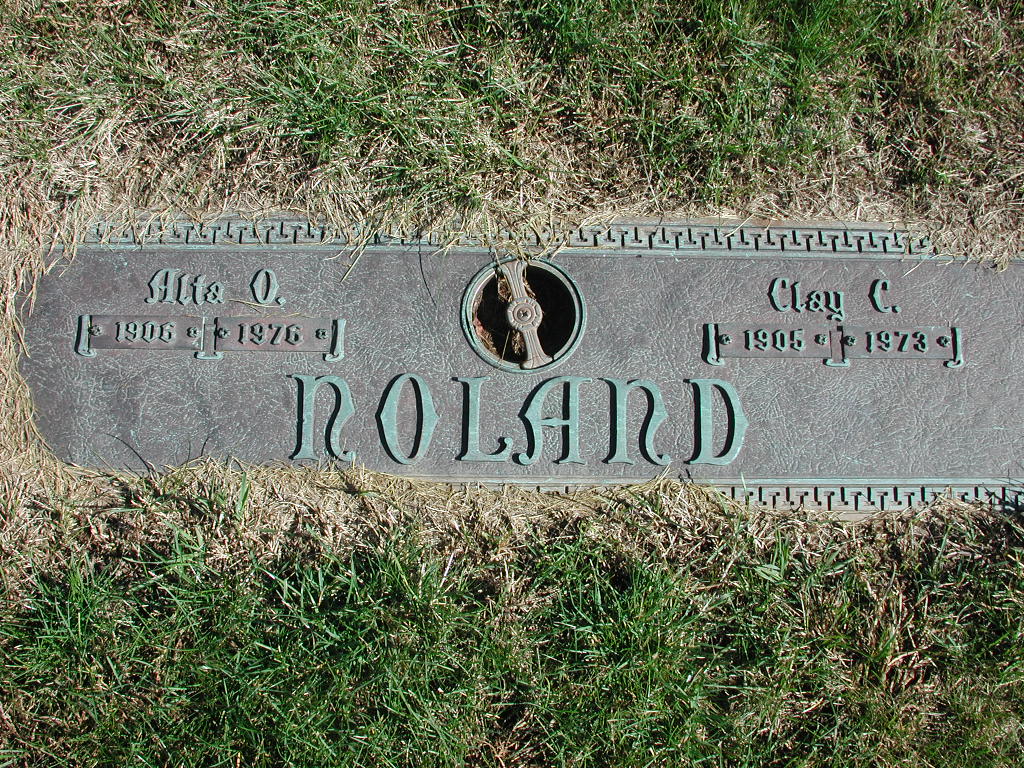 Alta O.
1906 1976
Clay C.
1905 1973
NOLAND